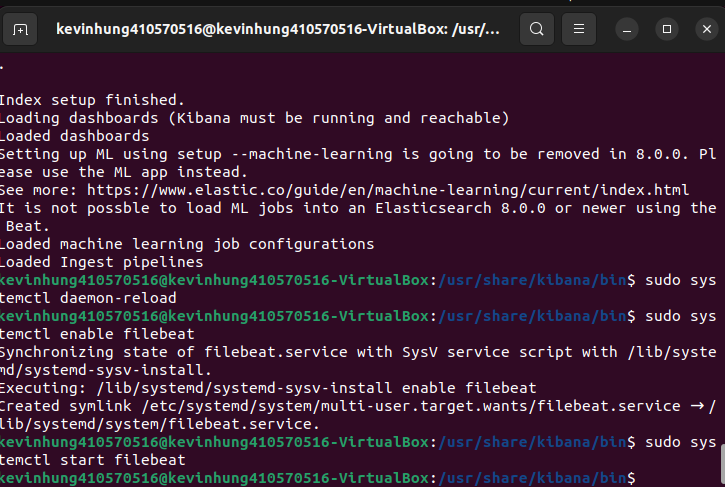 kevinhung410570516@kevinhung410570516-VirtualBox: /usr/...
.
Index setup finished.
Loading dashboards (Kibana must be running and reachable)
Loaded dashboards
Setting up ML using setup --machine-learning is going to be removed in 8.0.0. Pl
ease use the ML app instead.
See more: https://www.elastic.co/guide/en/machine-learning/current/index.html
It is not possble to load ML jobs into an Elasticsearch 8.0.0 or newer using the
 Beat.
Loaded machine learning job configurations
Loaded Ingest pipelines
kevinhung410570516@kevinhung410570516-VirtualBox:/usr/share/kibana/bin$ sudo sys
temctl daemon-reload
kevinhung410570516@kevinhung410570516-VirtualBox:/usr/share/kibana/bin$ sudo sys
temctl enable filebeat
Synchronizing state of filebeat.service with SysV service script with /lib/syste
md/systemd-sysv-install.
Executing: /lib/systemd/systemd-sysv-install enable filebeat
Created symlink /etc/systemd/system/multi-user.target.wants/filebeat.service → /
lib/systemd/system/filebeat.service.
kevinhung410570516@kevinhung410570516-VirtualBox:/usr/share/kibana/bin$ sudo sys
temctl start filebeat
kevinhung410570516@kevinhung410570516-VirtualBox:/usr/share/kibana/bin$